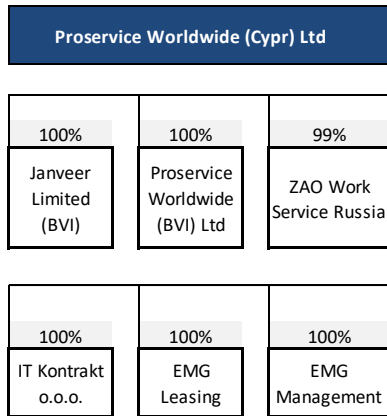 Proservice Worldwide (Cypr) Ltd
100%
100%
99%
Janveer
Limited
(BVI)
Proservice
Worldwide
(BVI) Ltd
ZAO Work
Service Russia
100%
100%
100%
IT Kontrakt
o.o.o.
EMG
Leasing
EMG
Management